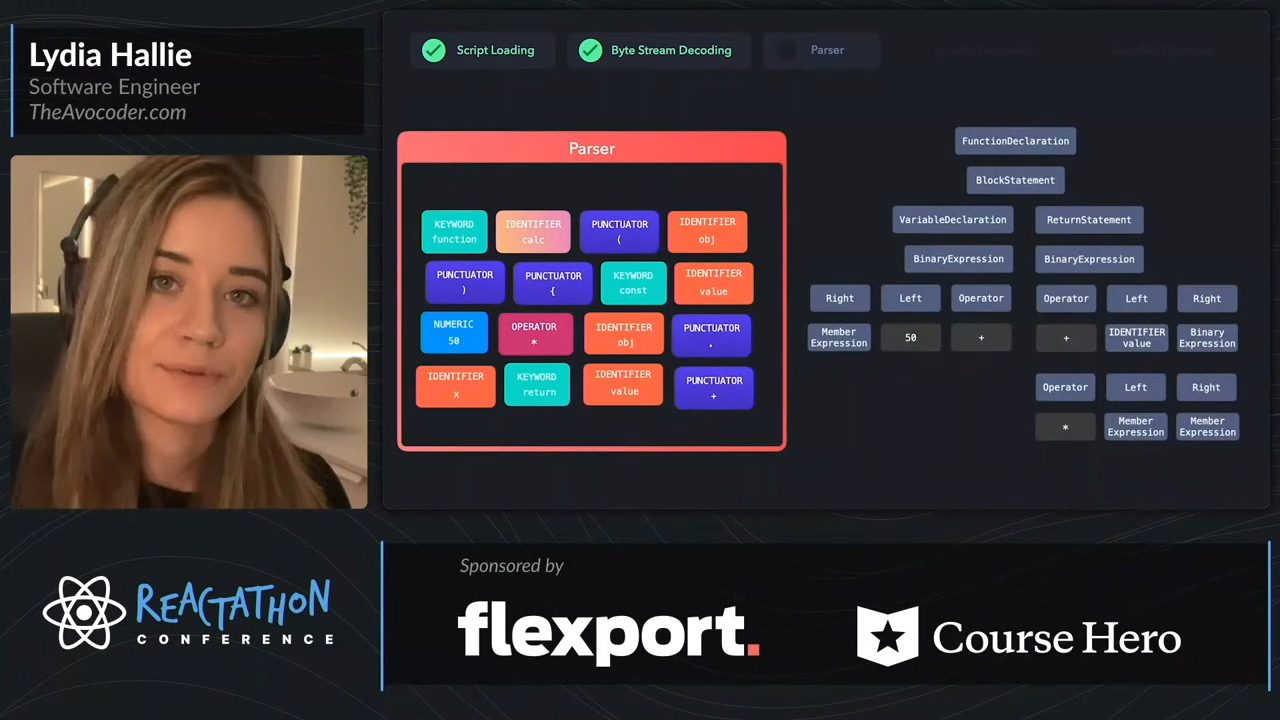 Lydia Hallie
Software Engineer
TheAvocoder.com
Script Loading
Byte Stream Decoding
Parser
Parser
KEYWORD
function
IDENTIFIER
calc
PUNCTUATOR
(
IDENTIFIER
obj
PUNCTUATOR
)
PUNCTUATOR
{
KEYWORD
const
IDENTIFIER
value
NUMERIC
50
OPERATOR
*
IDENTIFIER
obj
PUNCTUATOR
.
IDENTIFIER
x
KEYWORD
return
IDENTIFIER
value
PUNCTUATOR
+
FunctionDeclaration
BlockStatement
VariableDeclaration
ReturnStatement
BinaryExpression
BinaryExpression
Right
Left
Operator
Operator
Left
Right
Member
Expression
50
+
+
IDENTIFIER
value
Binary
Expression
Operator
Left
Right
*
Member
Expression
Member
Expression
REACTATHON
CONFERENCE
Sponsored by
flexport.
Course Hero